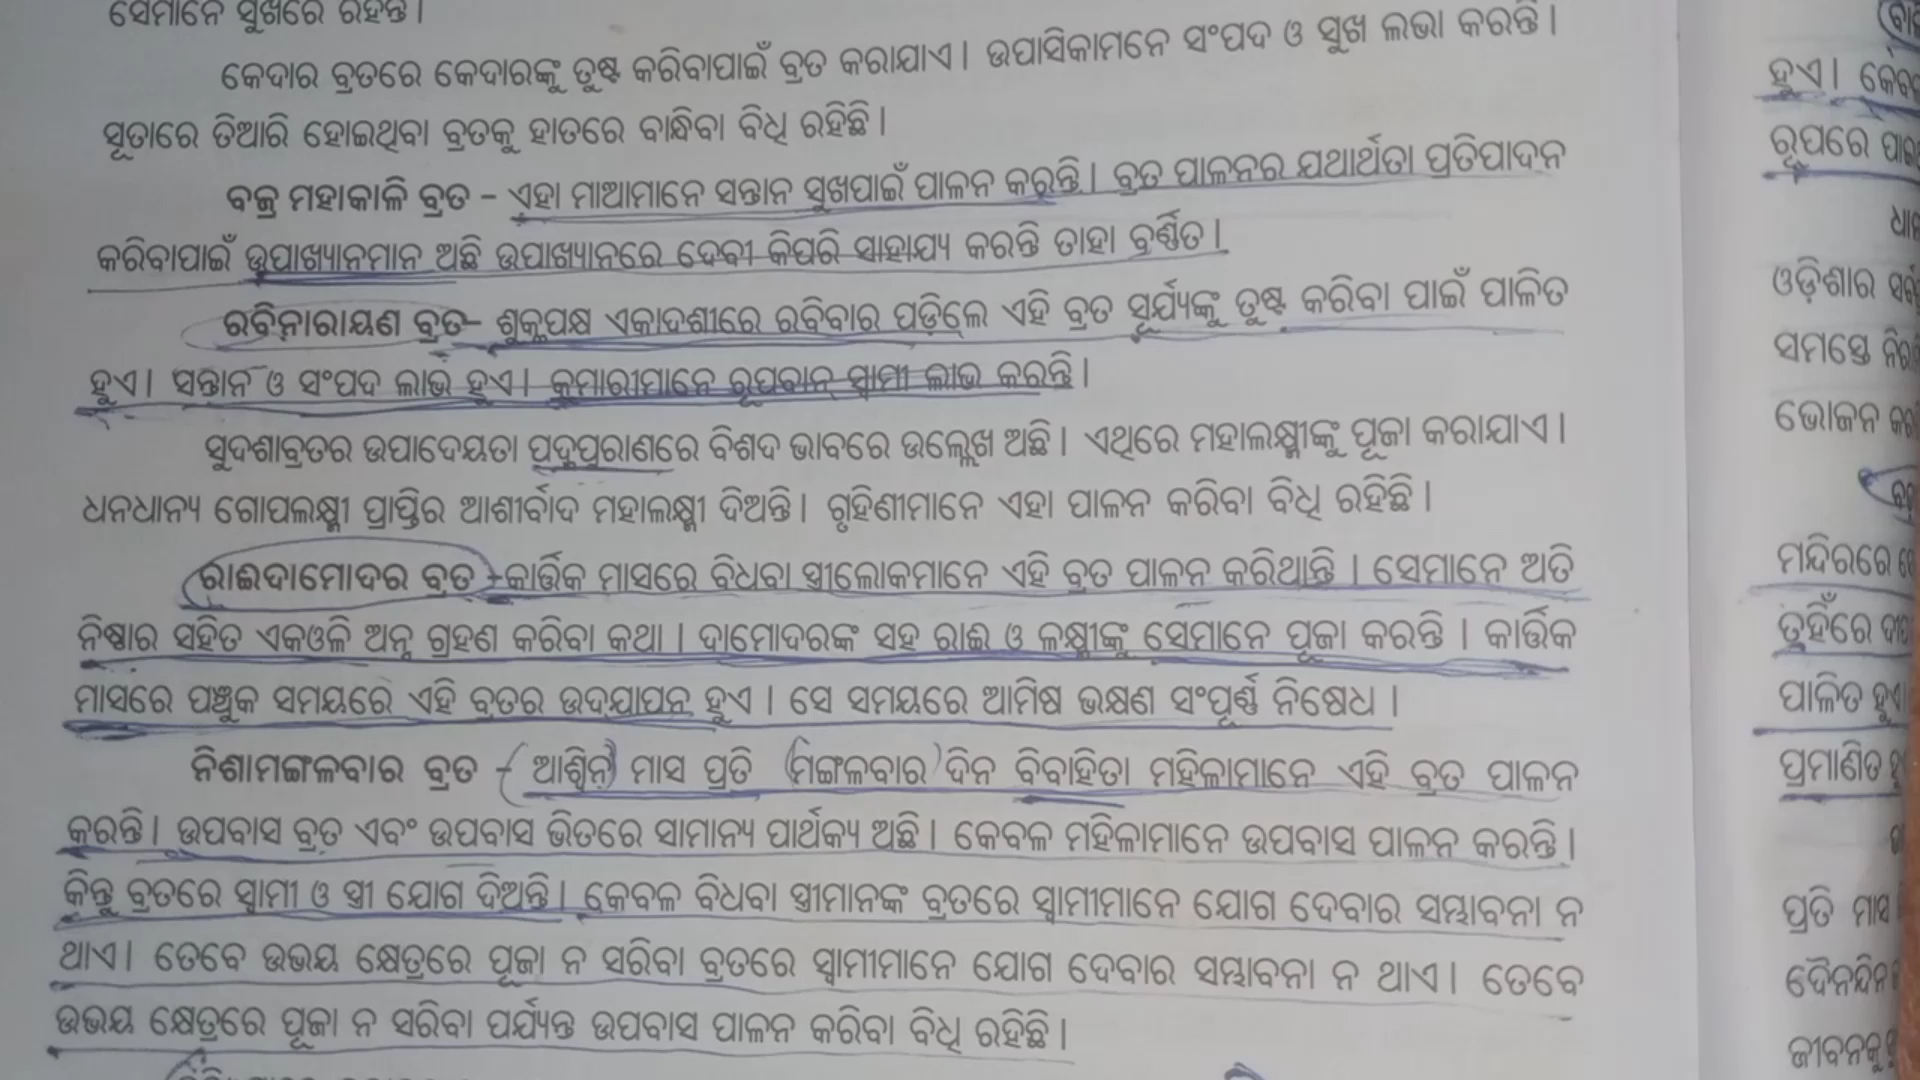 ସେମାନେ ସୁଖରେ ରହନ୍ତି।
କେଦାର ବ୍ରତରେ କେଦାରଙ୍କୁ ତୁଷ୍ଟ କରିବାପାଇଁ ବ୍ରତ କରାଯାଏ। ଉପାସିକାମନେ ସଂପଦ ଓ ସୁଖ ଲଭା କରନ୍ତି।
ସୂତାରେ ତିଆରି ହୋଇଥିବା ବ୍ରତକୁ ହାତରେ ବାନ୍ଧିବା ବିଧି ରହିଛି।
ବଜ୍ର ମହାକାଳି ବ୍ରତ – ଏହା ମାଆମାନେ ସନ୍ତାନ ସୁଖପାଇଁ ପାଳନ କରନ୍ତି। ବ୍ରତ ପାଳନର ଯଥାର୍ଥତା ପ୍ରତିପାଦନ
କରିବାପାଇଁ ଉପାଖ୍ୟାନମାନ ଅଛି ଉପାଖ୍ୟାନରେ ଦେବୀ କିପରି ସାହାଯ୍ୟ କରନ୍ତି ତାହା ବର୍ଣ୍ଣିତ।
ରବିନାରାୟଣ ବ୍ରତ– ଶୁକ୍ଳପକ୍ଷ ଏକାଦଶୀରେ ରବିବାର ପଡ଼ିଲେ ଏହି ବ୍ରତ ସୂର୍ଯ୍ୟଙ୍କୁ ତୁଷ୍ଟ କରିବା ପାଇଁ ପାଳିତ
ହୁଏ। ସନ୍ତାନ ଓ ସଂପଦ ଲାଭ ହୁଏ। କୁମାରୀମାନେ ରୂପବାନ୍ ସ୍ୱାମୀ ଲାଭ କରନ୍ତି।
ସୁଦଶାବ୍ରତର ଉପାଦେୟତା ପଦ୍ମପୁରାଣରେ ବିଶଦ ଭାବରେ ଉଲ୍ଲେଖ ଅଛି। ଏଥିରେ ମହାଲକ୍ଷ୍ମୀଙ୍କୁ ପୂଜା କରାଯାଏ।
ଧନଧାନ୍ୟ ଗୋପଲକ୍ଷ୍ମୀ ପ୍ରାପ୍ତିର ଆଶୀର୍ବାଦ ମହାଲକ୍ଷ୍ମୀ ଦିଅନ୍ତି। ଗୃହିଣୀମାନେ ଏହା ପାଳନ କରିବା ବିଧି ରହିଛି।
ରାଈଦାମୋଦର ବ୍ରତ –କାର୍ତ୍ତିକ ମାସରେ ବିଧବା ସ୍ତ୍ରୀଲୋକମାନେ ଏହି ବ୍ରତ ପାଳନ କରିଥାନ୍ତି। ସେମାନେ ଅତି
ନିଷ୍ଠାର ସହିତ ଏକଓଳି ଅନ୍ନ ଗ୍ରହଣ କରିବା କଥା। ଦାମୋଦରଙ୍କ ସହ ରାଈ ଓ ଳକ୍ଷ୍ମୀଙ୍କୁ ସେମାନେ ପୂଜା କରନ୍ତି। କାର୍ତ୍ତିକ
ମାସରେ ପଞ୍ଚୁକ ସମୟରେ ଏହି ବ୍ରତର ଉଦ୍‌ଯାପନ ହୁଏ। ସେ ସମୟରେ ଆମିଷ ଭକ୍ଷଣ ସଂପୂର୍ଣ୍ଣ ନିଷେଧ।
ନିଶାମଙ୍ଗଳବାର ବ୍ରତ – ଆଶ୍ୱିନ ମାସ ପ୍ରତି ମଙ୍ଗଳବାର ଦିନ ବିବାହିତା ମହିଳାମାନେ ଏହି ବ୍ରତ ପାଳନ
କରନ୍ତି। ଉପବାସ ବ୍ରତ ଏବଂ ଉପବାସ ଭିତରେ ସାମାନ୍ୟ ପାର୍ଥକ୍ୟ ଅଛି। କେବଳ ମହିଳାମାନେ ଉପବାସ ପାଳନ କରନ୍ତି।
କିନ୍ତୁ ବ୍ରତରେ ସ୍ୱାମୀ ଓ ସ୍ତ୍ରୀ ଯୋଗ ଦିଅନ୍ତି। କେବଳ ବିଧବା ସ୍ତ୍ରୀମାନଙ୍କ ବ୍ରତରେ ସ୍ୱାମୀମାନେ ଯୋଗ ଦେବାର ସମ୍ଭାବନା ନ
ଥାଏ। ତେବେ ଉଭୟ କ୍ଷେତ୍ରରେ ପୂଜା ନ ସରିବା ବ୍ରତରେ ସ୍ୱାମୀମାନେ ଯୋଗ ଦେବାର ସମ୍ଭାବନା ନ ଥାଏ। ତେବେ
ଉଭୟ କ୍ଷେତ୍ରରେ ପୂଜା ନ ସରିବା ପର୍ଯ୍ୟନ୍ତ ଉପବାସ ପାଳନ କରିବା ବିଧି ରହିଛି।
ହୁଏ।
ରୂପରେ
ଓଡ଼ିଶାର
ସମସ୍ତେ
ଭୋଜନ
ମନ୍ଦିରରେ
ତୁହିଁରେ
ପାଳିତ ହୁଏ।
ପ୍ରମାଣିତ
ପ୍ରତି ମାସ
ଦୈନନ୍ଦିନ
ଜୀବନକୁ